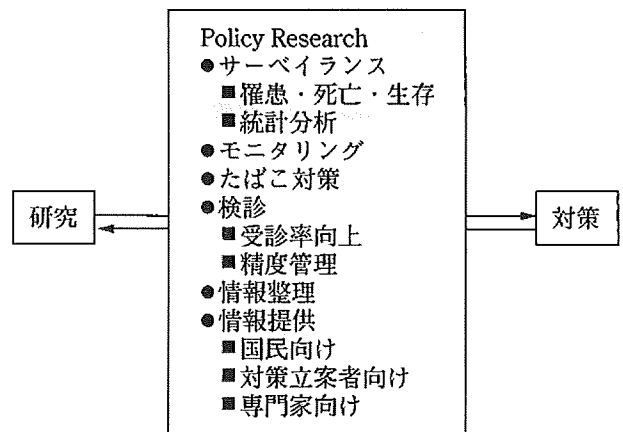 Policy Research
●サーベイランス
■罹患・死亡・生存
■統計分析
●モニタリング
●たばこ対策
●検診
■受診率向上
■精度管理
●情報整理
●情報提供
■国民向け
■対策立案者向け
■専門家向け
研究
対策